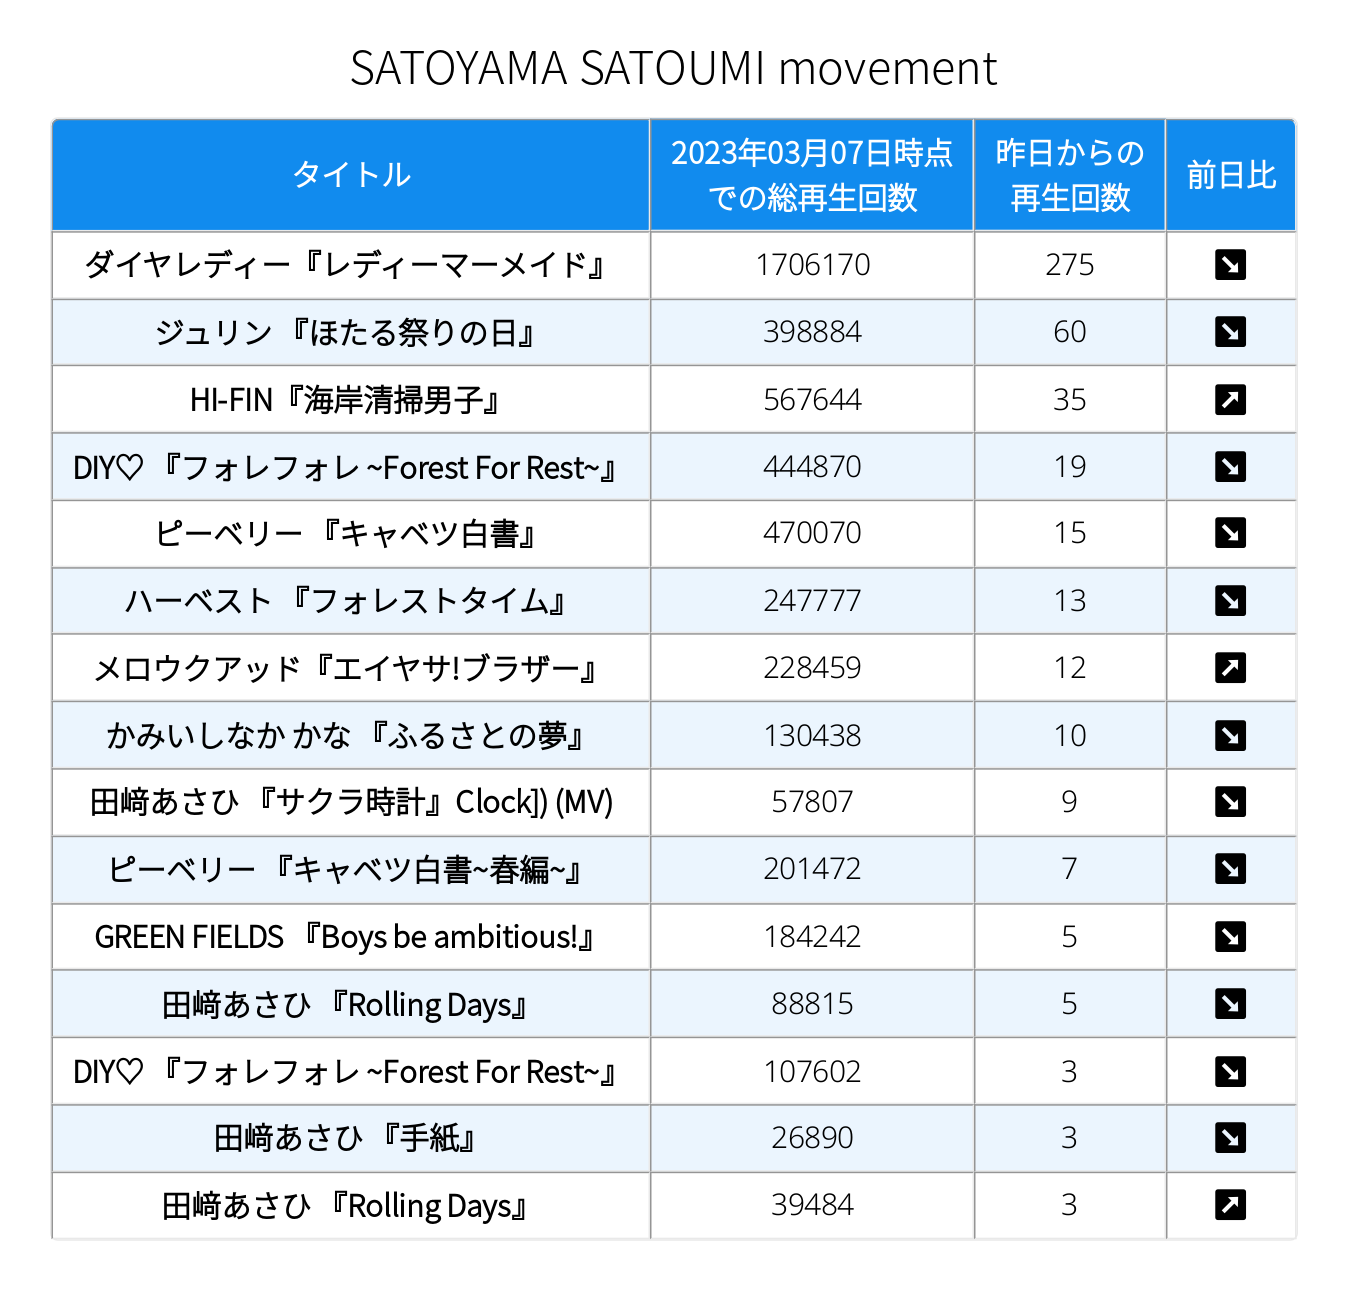 SATOYAMA SATOUMI movement
タイトル 2023年03月07日時点での総再生回数 昨日からの再生回数 前日比
ダイヤレディー『レディーマーメイド』 1706170 275 ↘
ジュリン 『ほたる祭りの日』 398884 60 ↘
HI-FIN『海岸清掃男子』 567644 35 ↗
DIY♡ 『フォレフォレ ~Forest For Rest~』 444870 19 ↘
ピーベリー 『キャベツ白書』 470070 15 ↘
ハーベスト 『フォレストタイム』 247777 13 ↘
メロウクアッド『エイヤサ!ブラザー』 228459 12 ↗
かみいしなか かな 『ふるさとの夢』 130438 10 ↘
田﨑あさひ 『サクラ時計』Clock]) (MV) 57807 9 ↘
ピーベリー 『キャベツ白書~春編~』 201472 7 ↘
GREEN FIELDS 『Boys be ambitious!』 184242 5 ↘
田﨑あさひ 『Rolling Days』 88815 5 ↘
DIY♡ 『フォレフォレ ~Forest For Rest~』 107602 3 ↘
田﨑あさひ 『手紙』 26890 3 ↘
田﨑あさひ 『Rolling Days』 39484 3 ↗